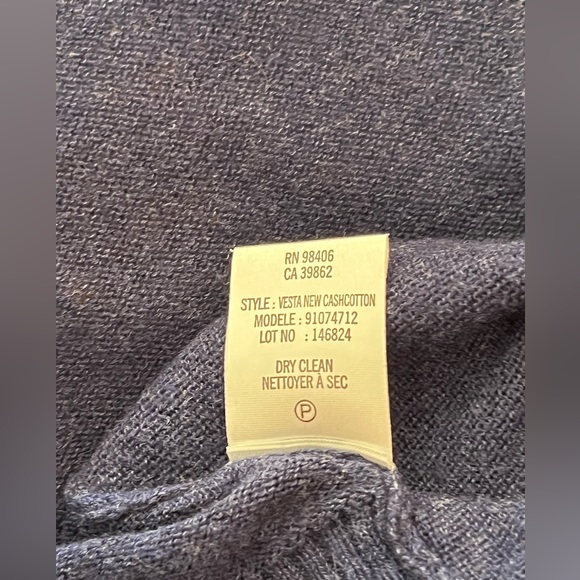 RN 98406
CA 39862
STYLE : VESTA NEW CASHCOTTON
MODELE : 91074712
LOT NO : 146824
DRY CLEAN
NETTOYER À SEC
P